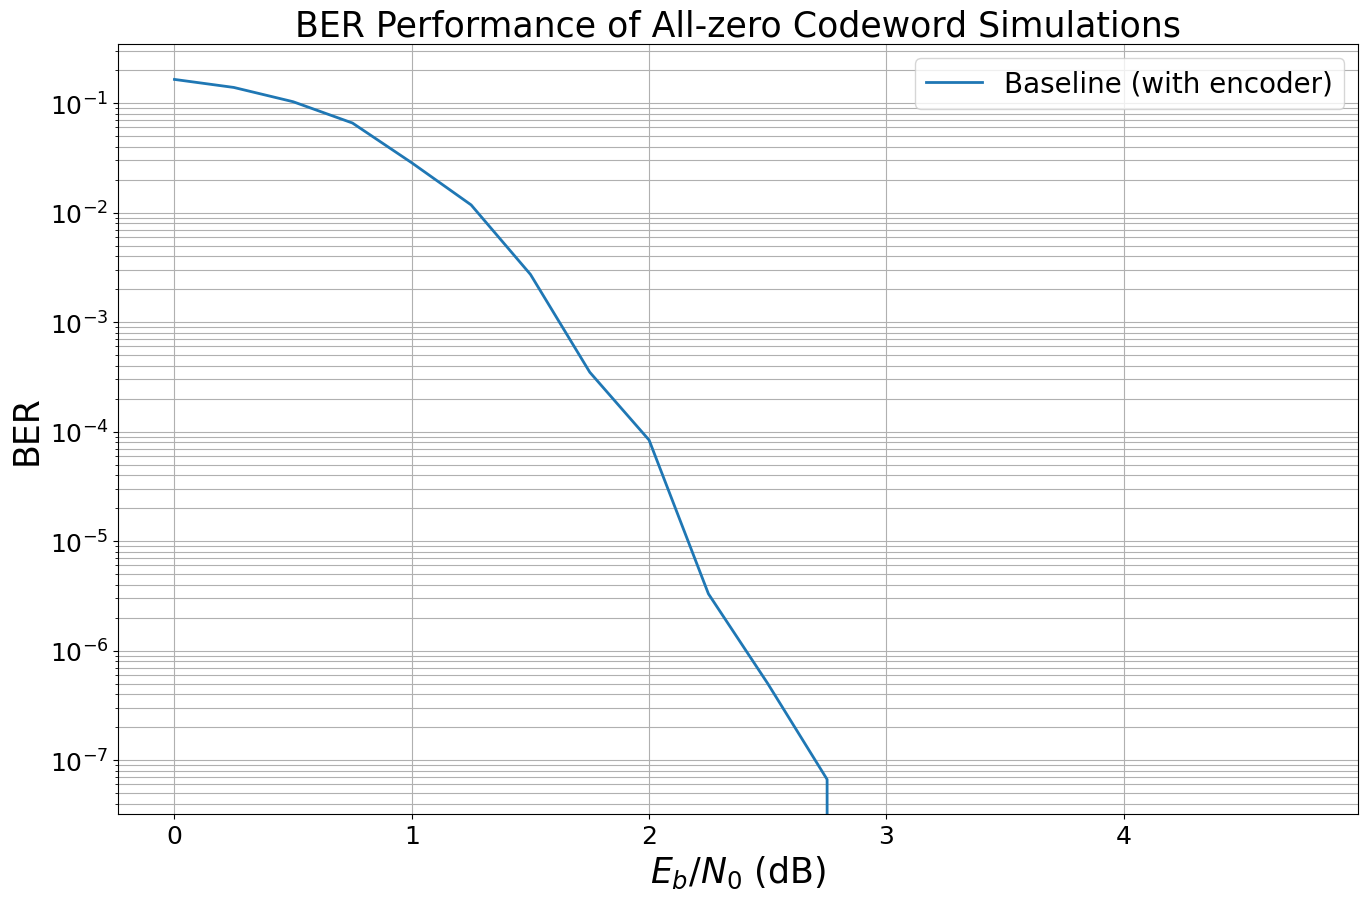 BER Performance of All-zero Codeword Simulations
Baseline (with encoder)
BER
10⁻¹
10⁻²
10⁻³
10⁻⁴
10⁻⁵
10⁻⁶
10⁻⁷
0 1 2 3 4
E_b/N_0 (dB)